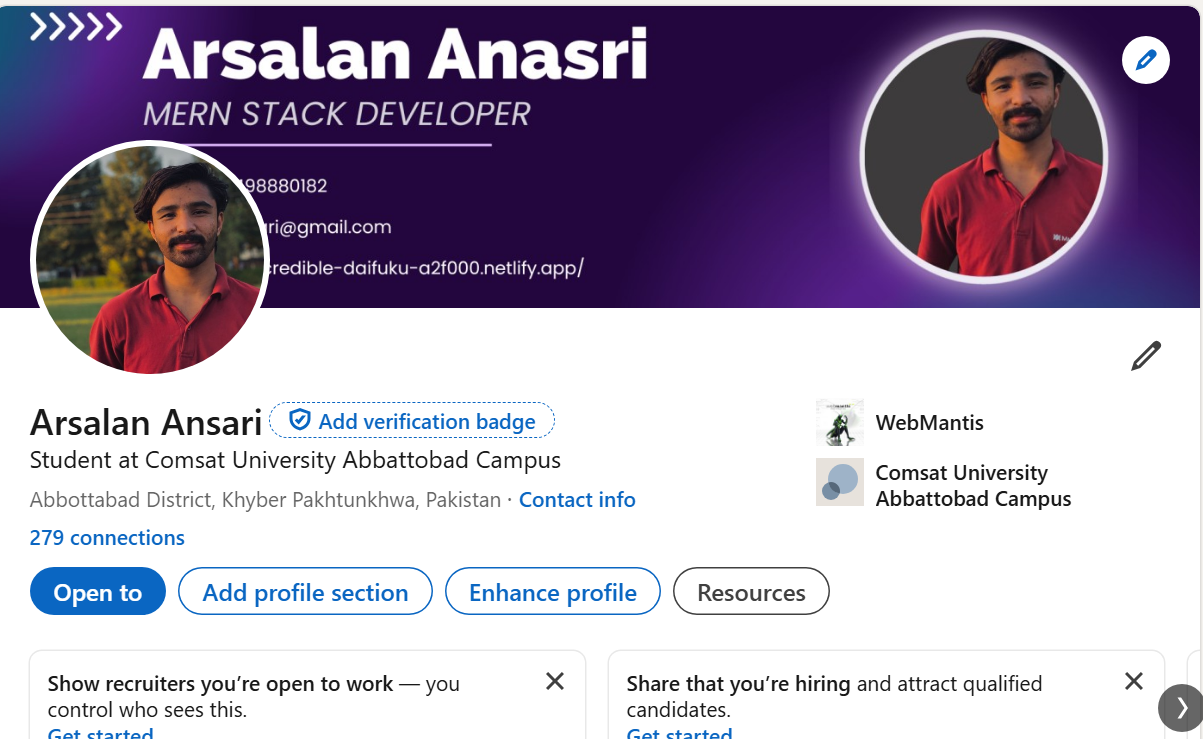 Arsalan Anasri
MERN STACK DEVELOPER
98880182
ri@gmail.com
credible-daifuku-a2f000.netlify.app/
Arsalan Ansari
Add verification badge
Student at Comsat University Abbattobad Campus
Abbottabad District, Khyber Pakhtunkhwa, Pakistan · Contact info
279 connections
WebMantis
Comsat University
Abbattobad Campus
Open to
Add profile section
Enhance profile
Resources
Show recruiters you’re open to work — you
control who sees this.
Get started
Share that you’re hiring and attract qualified
candidates.
Get started